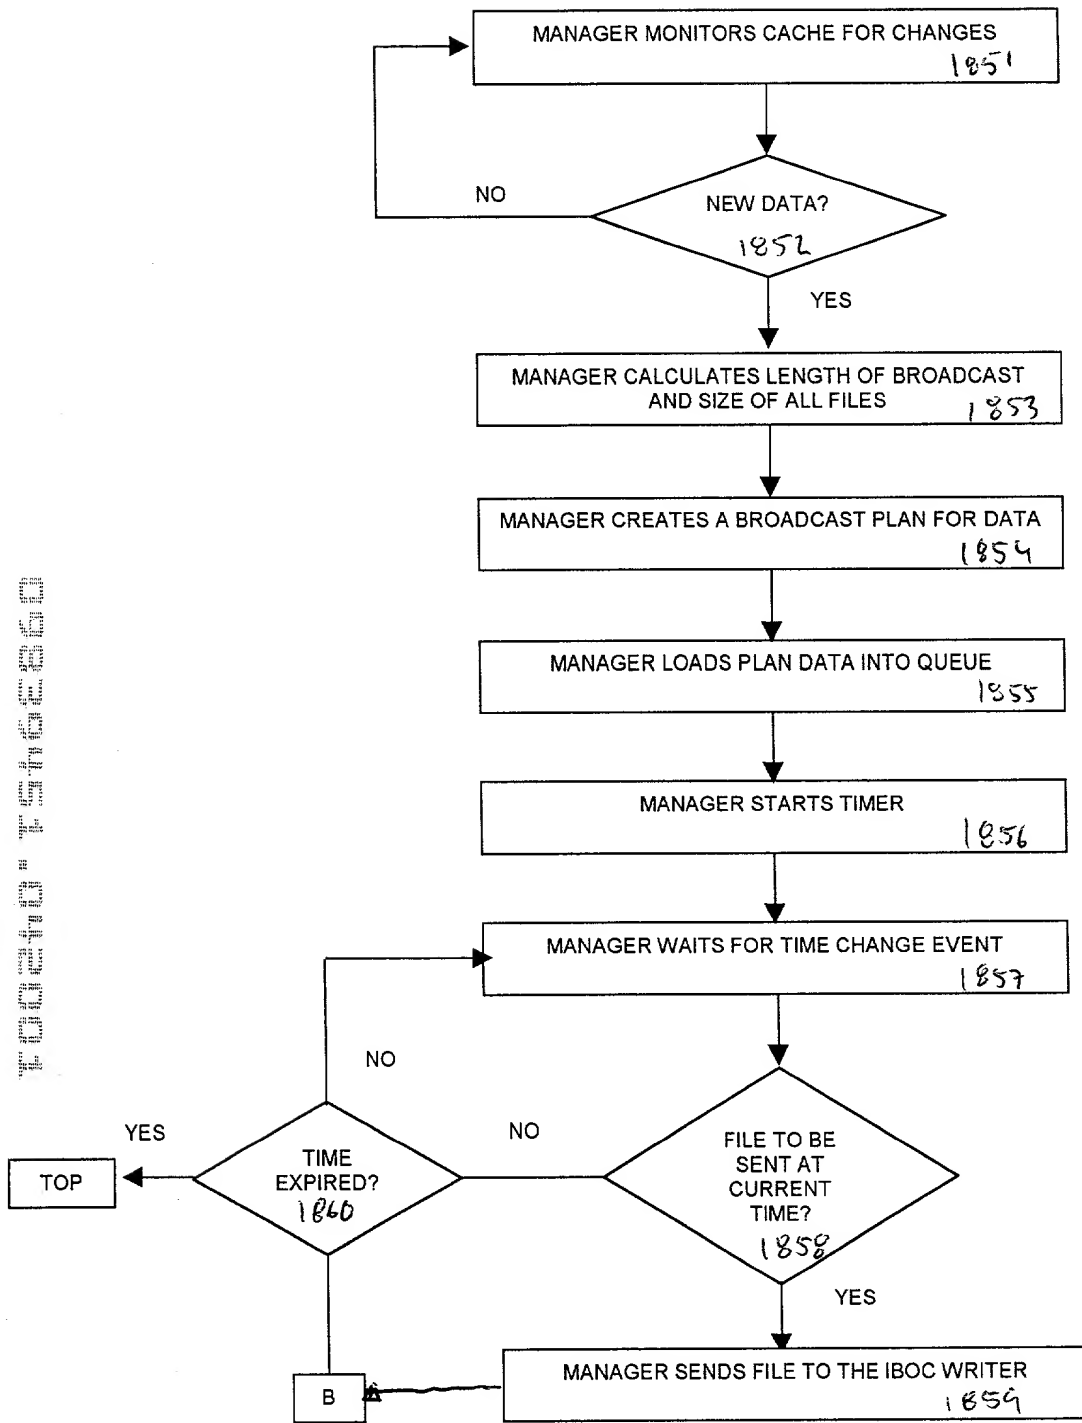 MANAGER MONITORS CACHE FOR CHANGES
1851
NO
NEW DATA?
1852
YES
MANAGER CALCULATES LENGTH OF BROADCAST
AND SIZE OF ALL FILES 1853
MANAGER CREATES A BROADCAST PLAN FOR DATA
1854
MANAGER LOADS PLAN DATA INTO QUEUE
1855
MANAGER STARTS TIMER
1856
MANAGER WAITS FOR TIME CHANGE EVENT
1857
NO
YES
TOP
TIME
EXPIRED?
1860
NO
FILE TO BE
SENT AT
CURRENT
TIME?
1858
YES
MANAGER SENDS FILE TO THE IBOC WRITER
1859
B